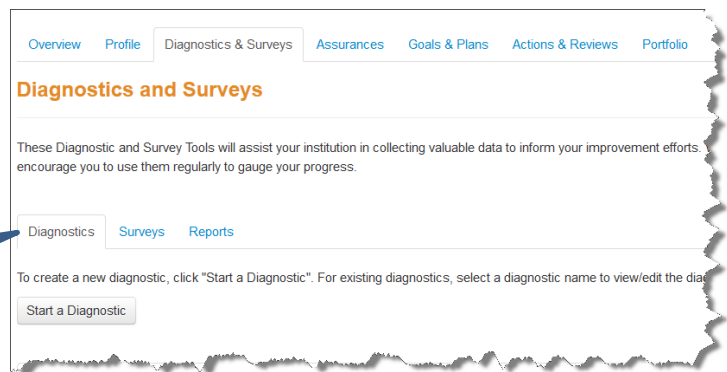 Overview Profile Diagnostics & Surveys Assurances Goals & Plans Actions & Reviews Portfolio
Diagnostics and Surveys
These Diagnostic and Survey Tools will assist your institution in collecting valuable data to inform your improvement efforts.
encourage you to use them regularly to gauge your progress.
Diagnostics Surveys Reports
To create a new diagnostic, click "Start a Diagnostic". For existing diagnostics, select a diagnostic name to view/edit the
Start a Diagnostic